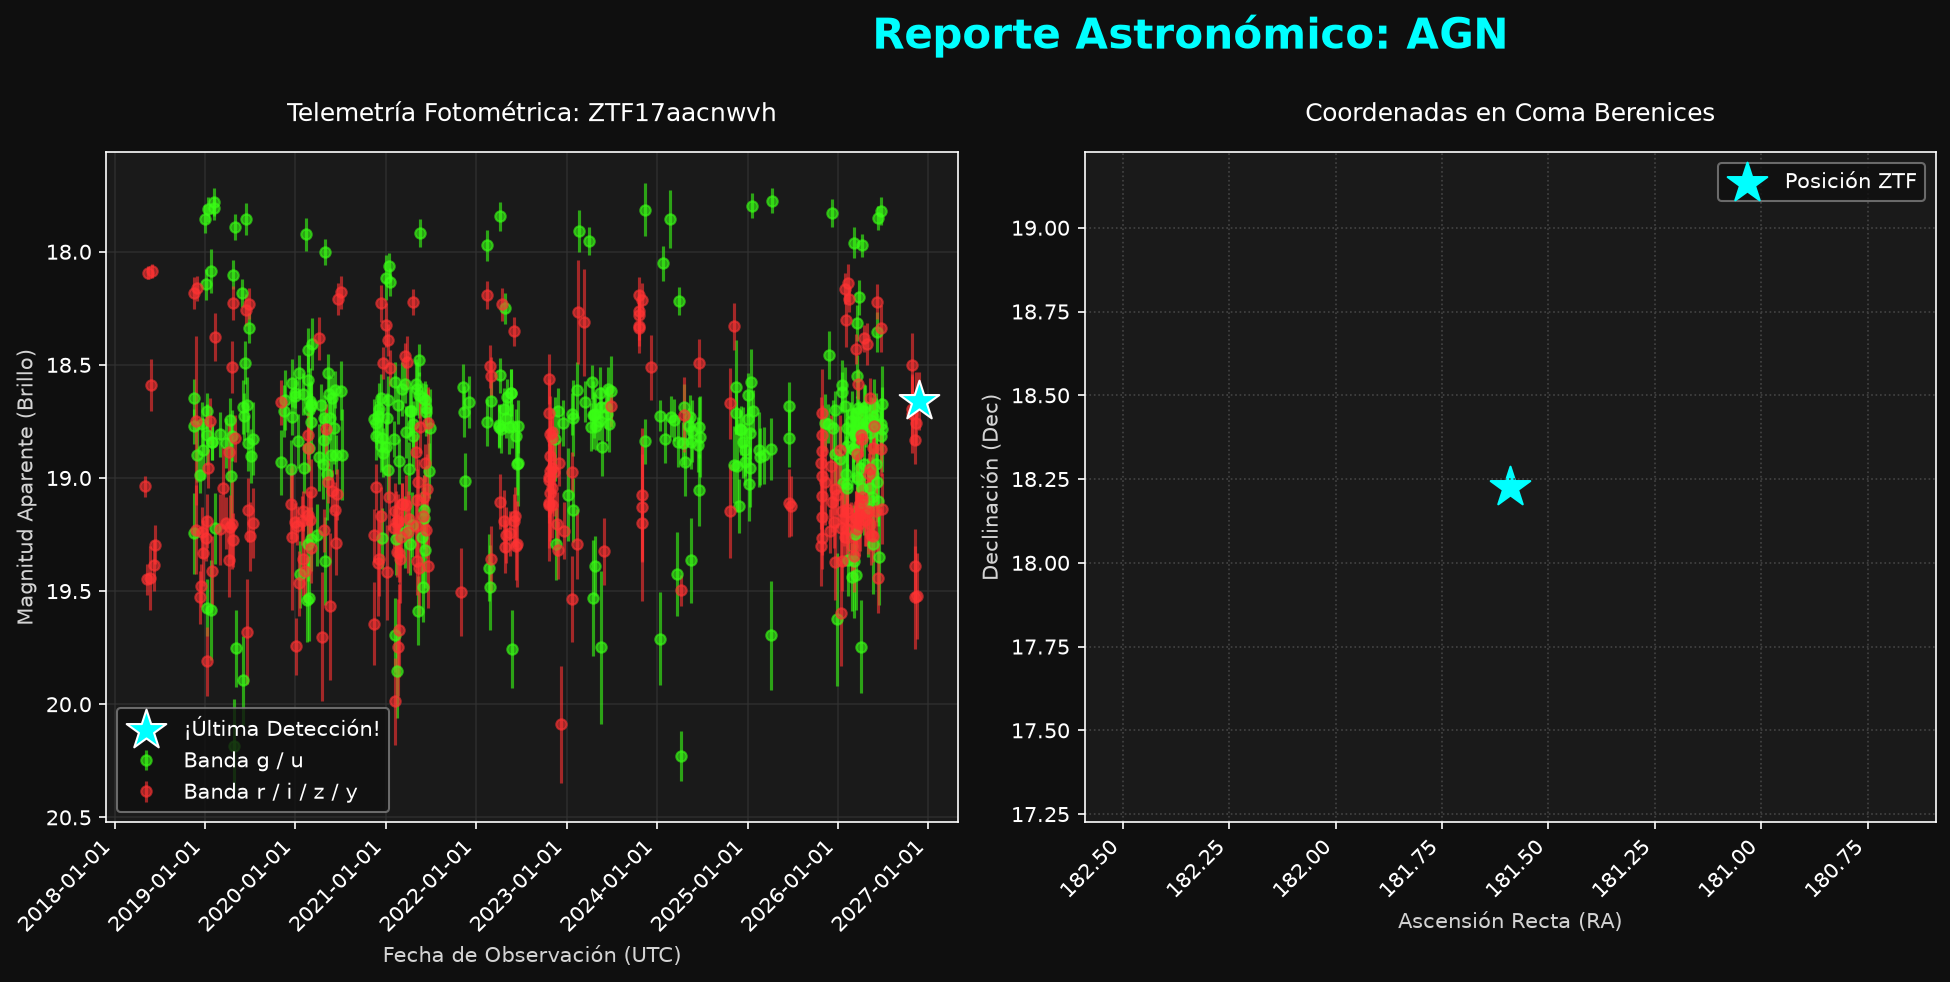 Reporte Astronómico: AGN
Telemetría Fotométrica: ZTF17aacnwvh
Magnitud Aparente (Brillo)
18.0
18.5
19.0
19.5
20.0
20.5
¡Última Detección!
Banda g / u
Banda r / i / z / y
2018-01-01
2019-01-01
2020-01-01
2021-01-01
2022-01-01
2023-01-01
2024-01-01
2025-01-01
2026-01-01
2027-01-01
Fecha de Observación (UTC)
Coordenadas en Coma Berenices
Posición ZTF
Declinación (Dec)
19.00
18.75
18.50
18.25
18.00
17.75
17.50
17.25
182.50
182.25
182.00
181.75
181.50
181.25
181.00
180.75
Ascensión Recta (RA)